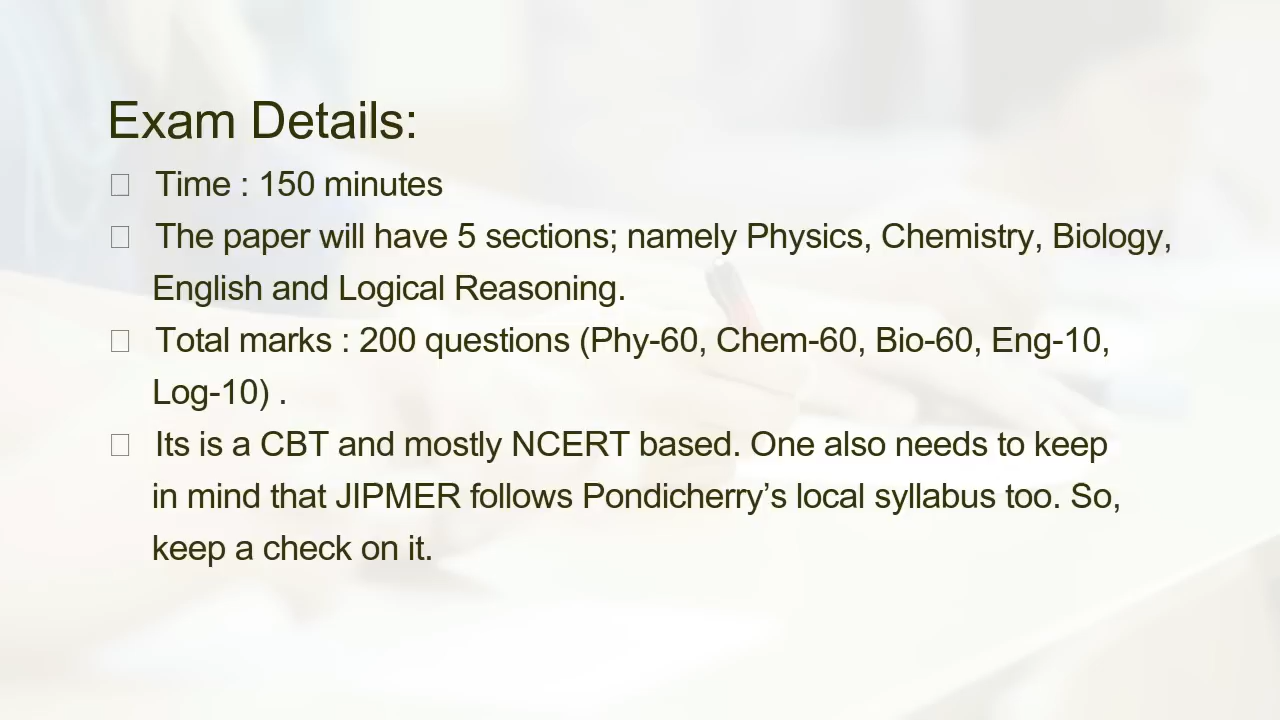 Exam Details:
Time : 150 minutes
The paper will have 5 sections; namely Physics, Chemistry, Biology,
English and Logical Reasoning.
Total marks : 200 questions (Phy-60, Chem-60, Bio-60, Eng-10,
Log-10) .
Its is a CBT and mostly NCERT based. One also needs to keep
in mind that JIPMER follows Pondicherry’s local syllabus too. So,
keep a check on it.